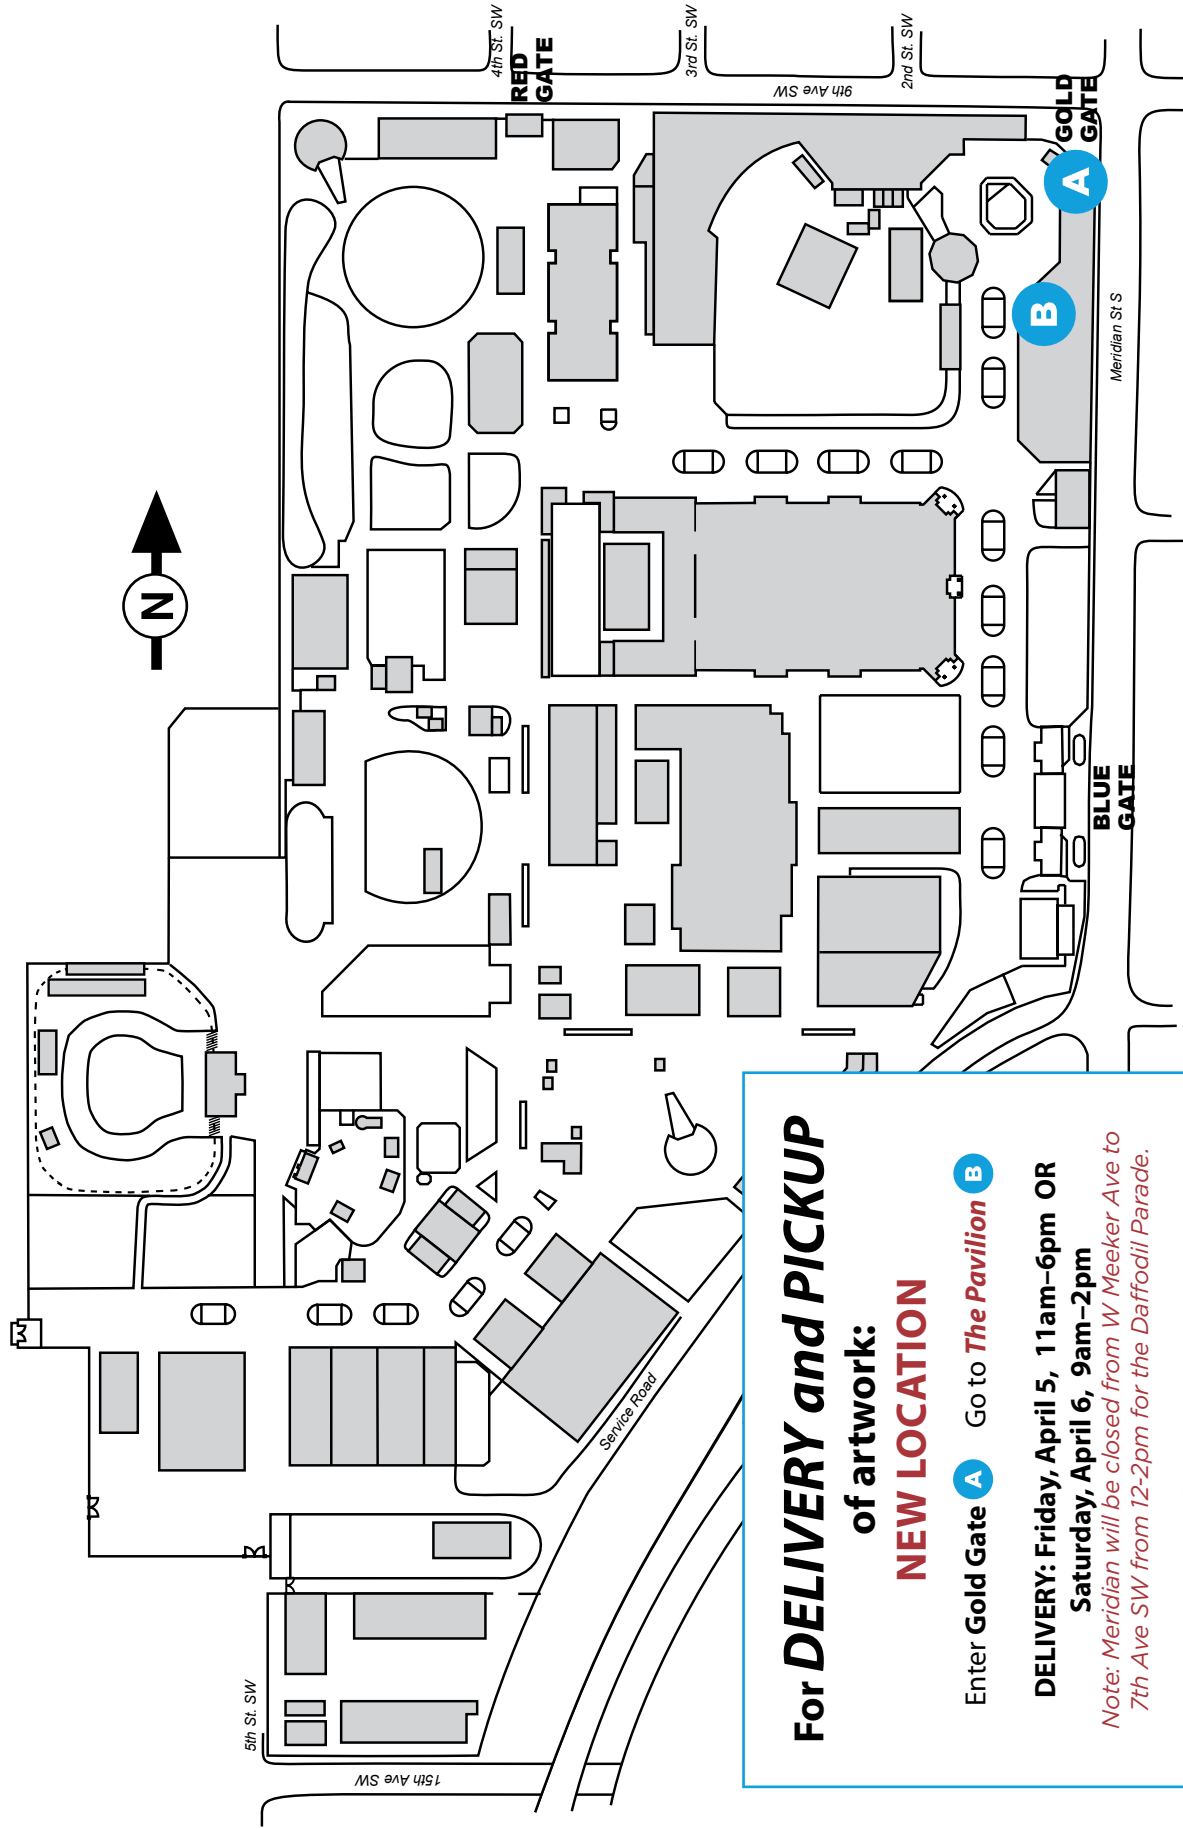 4th St. SW
RED
GATE
3rd St. SW
9th Ave SW
2nd St. SW
GOLD
GATE
A
B
Meridian St S
N
BLUE
GATE
Service Road
5th St. SW
15th Ave SW
For DELIVERY and PICKUP
of artwork:
NEW LOCATION
Enter Gold Gate A Go to The Pavilion B
DELIVERY: Friday, April 5, 11am–6pm OR
Saturday, April 6, 9am–2pm
Note: Meridian will be closed from W Meeker Ave to
7th Ave SW from 12-2pm for the Daffodil Parade.